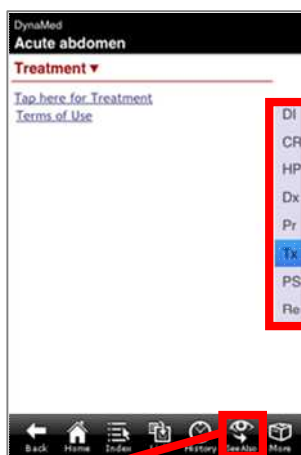 DynaMed
Acute abdomen
Treatment ▾
Tap here for Treatment
Terms of Use
DI
CR
HP
Dx
Pr
Tx
PS
Re
Back Home Index History See Also More